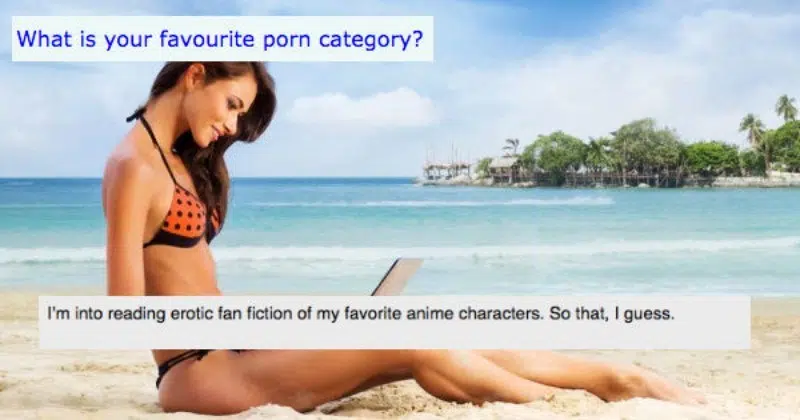 What is your favourite porn category?
I'm into reading erotic fan fiction of my favorite anime characters. So that, I guess.